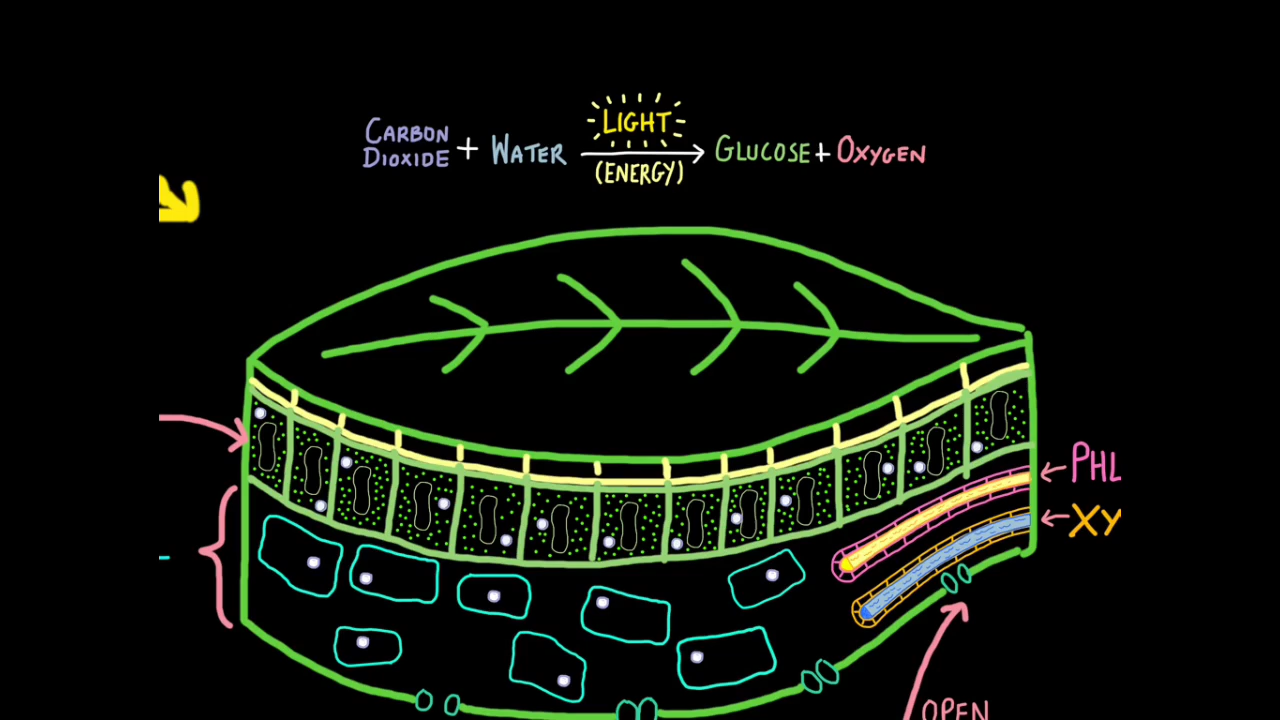 CARBON DIOXIDE + WATER LIGHT (ENERGY) GLUCOSE + OXYGEN
PHL
XY
OPEN